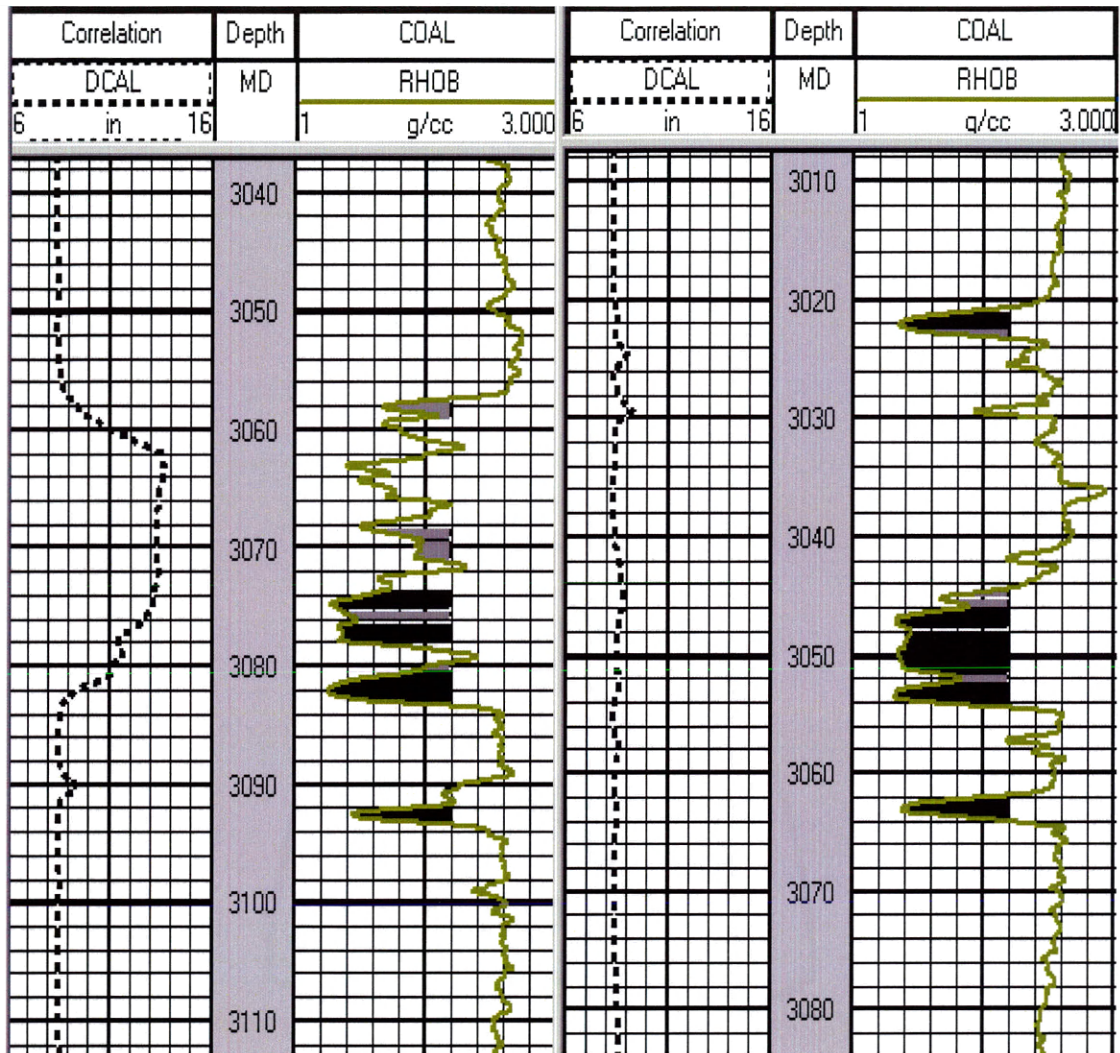 Correlation Depth COAL
DCAL MD RHOB
6 in 16 1 g/cc 3.000
3040
3050
3060
3070
3080
3090
3100
3110
Correlation Depth COAL
DCAL MD RHOB
6 in 16 1 g/cc 3.000
3010
3020
3030
3040
3050
3060
3070
3080